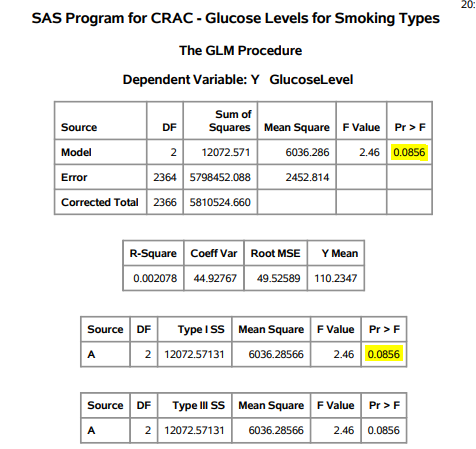 20:
SAS Program for CRAC - Glucose Levels for Smoking Types
The GLM Procedure
Dependent Variable: Y GlucoseLevel
Source DF Sum of Squares Mean Square F Value Pr > F
Model 2 12072.571 6036.286 2.46 0.0856
Error 2364 5798452.088 2452.814
Corrected Total 2366 5810524.660
R-Square Coeff Var Root MSE Y Mean
0.002078 44.92767 49.52589 110.2347
Source DF Type I SS Mean Square F Value Pr > F
A 2 12072.57131 6036.28566 2.46 0.0856
Source DF Type III SS Mean Square F Value Pr > F
A 2 12072.57131 6036.28566 2.46 0.0856